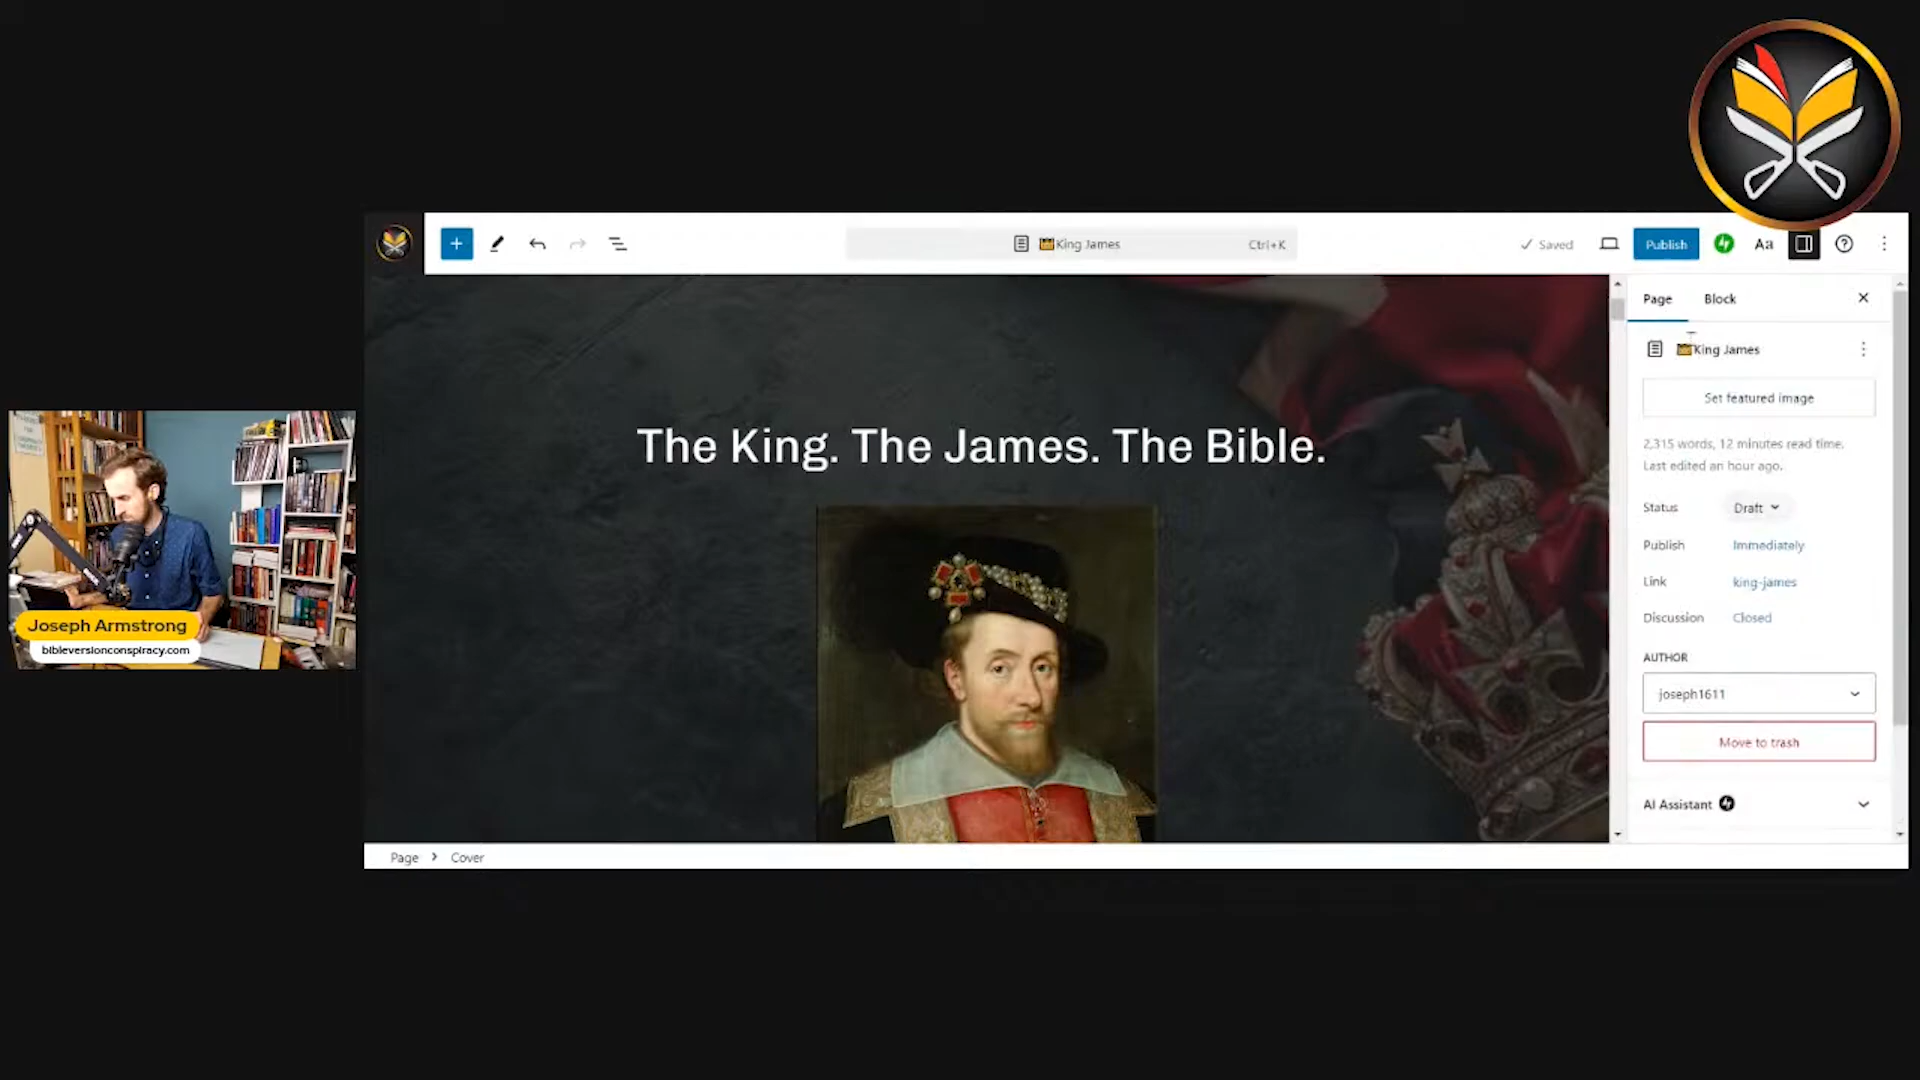 King James
Ctrl+K
Saved
Publish
Aa
Page
Block
King James
Set featured image
2,315 words, 12 minutes read time.
Last edited an hour ago.
Status
Draft
Publish
Immediately
Link
king-james
Discussion
Closed
AUTHOR
joseph1611
Move to trash
AI Assistant
The King. The James. The Bible.
Joseph Armstrong
bibleversionconspiracy.com
Page
Cover